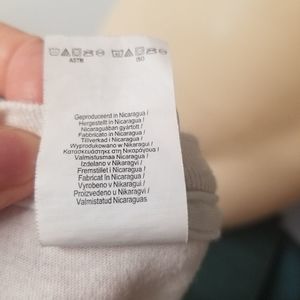 ASTM
ISO
Geproduceerd in Nicaragua /
Hergestellt in Nicaragua /
Nicaraguában gyártott /
Fabbricato in Nicaragua /
Tillverkad i Nicaragua /
Wyprodukowano w Nikaragui /
Κατασκευάστηκε στη Νικαράγουα /
Valmistusmaa Nicaragua /
Izdelano v Nikaragvi /
Fremstillet i Nicaragua /
Fabricat în Nicaragua /
Vyrobeno v Nikaragui /
Proizvedeno u Nikaragvi /
Valmistatud Nicaraguas